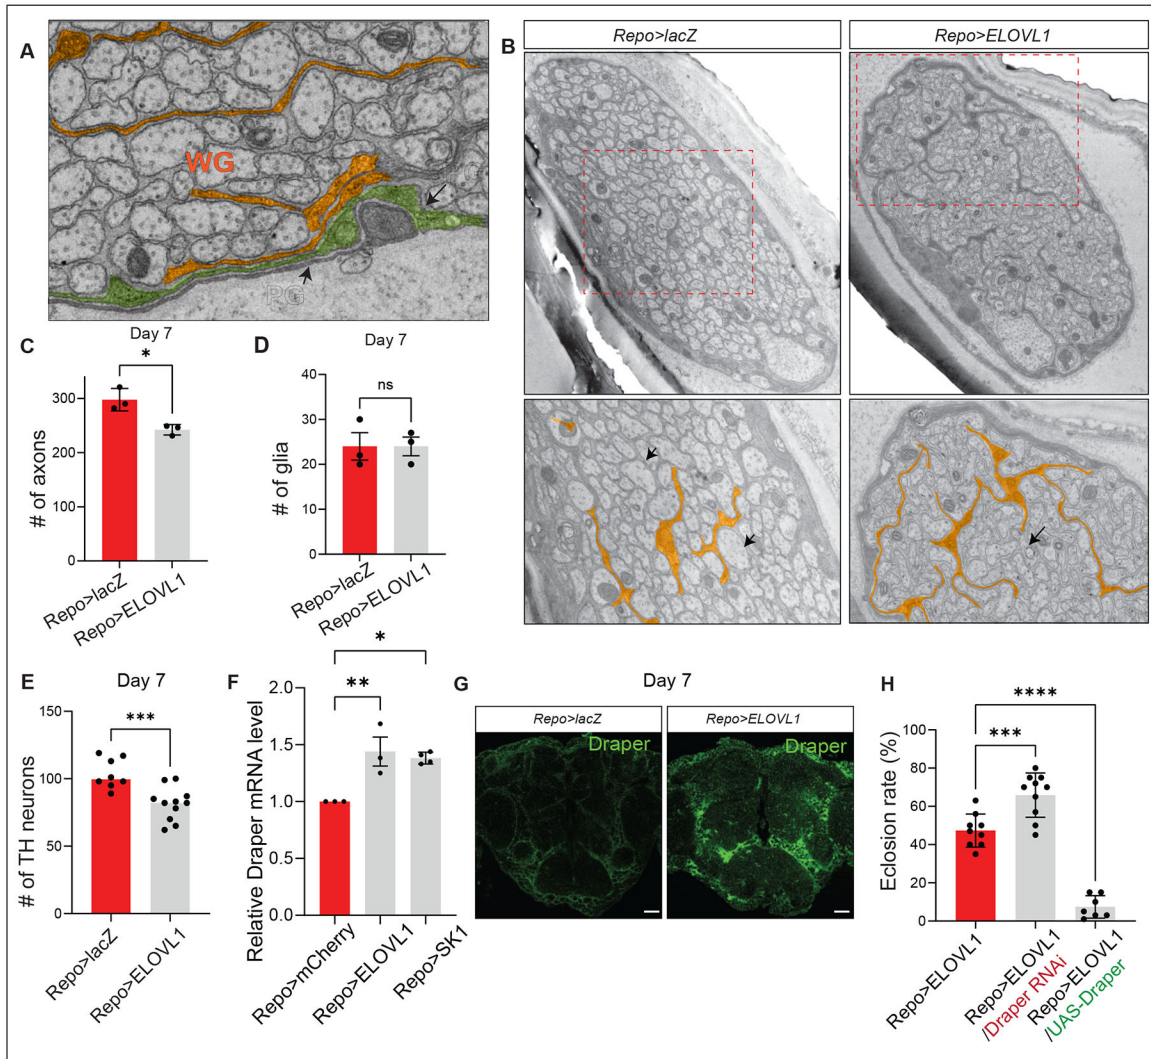 A
WG
PG
B
Repo>lacZ
Repo>ELOVL1
C
Day 7
*
# of axons
300
200
100
0
Repo>lacZ
Repo>ELOVL1
D
Day 7
ns
# of glia
40
30
20
10
0
Repo>lacZ
Repo>ELOVL1
E
Day 7
***
# of TH neurons
150
100
50
0
Repo>lacZ
Repo>ELOVL1
F
*
**
Relative Draper mRNA level
2.0
1.5
1.0
0.5
0.0
Repo>mCherry
Repo>ELOVL1
Repo>SK1
G
Day 7
Repo>lacZ
Repo>ELOVL1
Draper
Draper
H
****
***
Eclosion rate (%)
100
80
60
40
20
0
Repo>ELOVL1
Repo>ELOVL1
/Draper RNAi
Repo>ELOVL1
/UAS-Draper